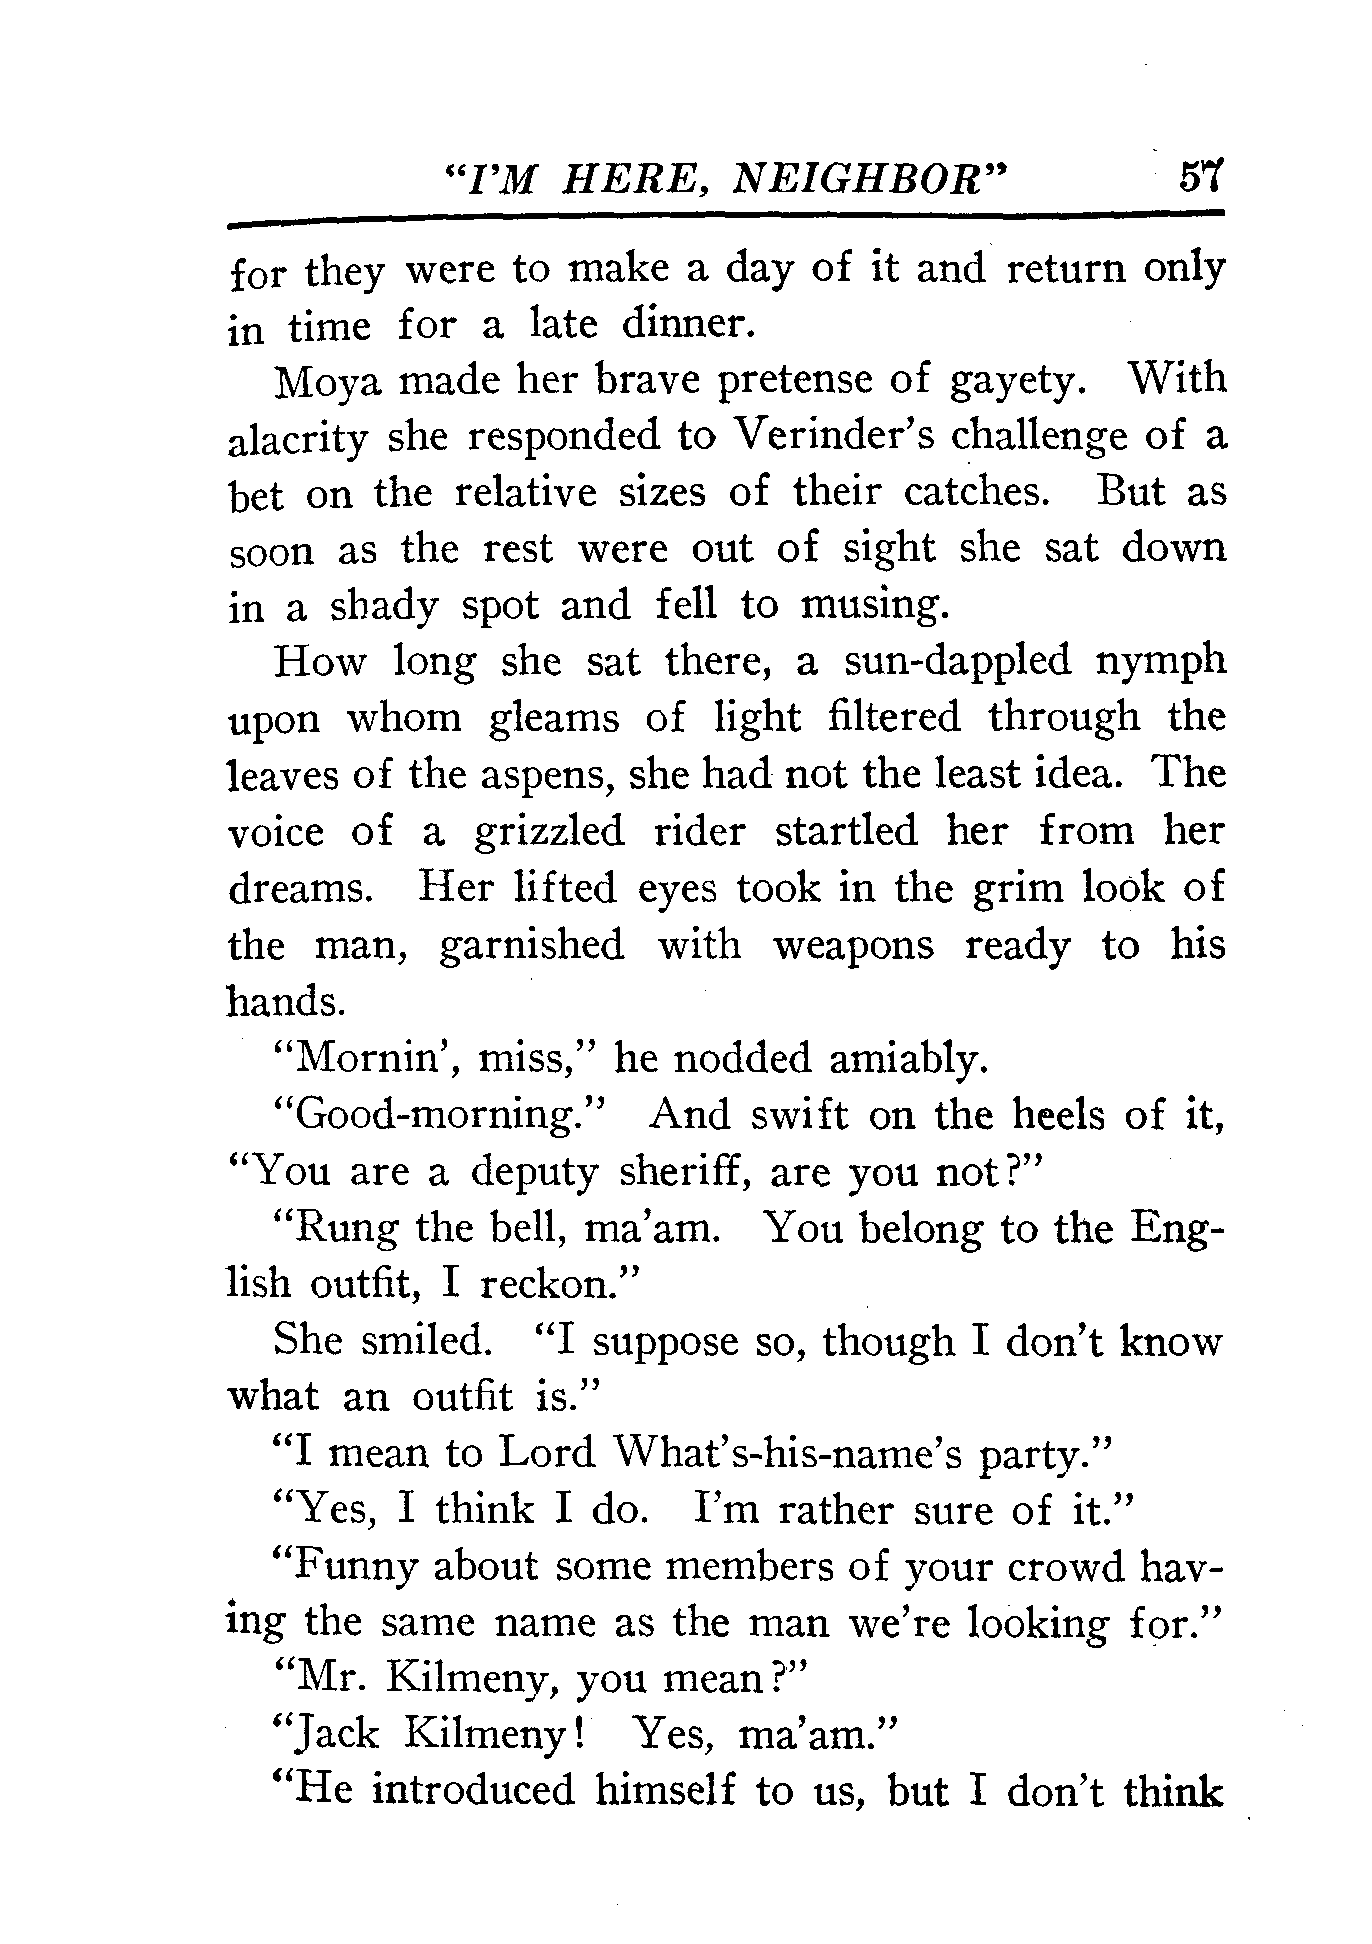 "I'M HERE, NEIGHBOR" 57
for they were to make a day of it and return only
in time for a late dinner.
Moya made her brave pretense of gayety. With
alacrity she responded to Verinder's challenge of a
bet on the relative sizes of their catches. But as
soon as the rest were out of sight she sat down
in a shady spot and fell to musing.
How long she sat there, a sun-dappled nymph
upon whom gleams of light filtered through the
leaves of the aspens, she had not the least idea. The
voice of a grizzled rider startled her from her
dreams. Her lifted eyes took in the grim look of
the man, garnished with weapons ready to his
hands.
"Mornin', miss," he nodded amiably.
"Good-morning." And swift on the heels of it,
"You are a deputy sheriff, are you not?"
"Rung the bell, ma'am. You belong to the Eng-
lish outfit, I reckon."
She smiled. "I suppose so, though I don't know
what an outfit is."
"I mean to Lord What's-his-name's party."
"Yes, I think I do. I'm rather sure of it."
"Funny about some members of your crowd hav-
ing the same name as the man we're looking for."
"Mr. Kilmeny, you mean?"
"Jack Kilmeny! Yes, ma'am."
"He introduced himself to us, but I don't think